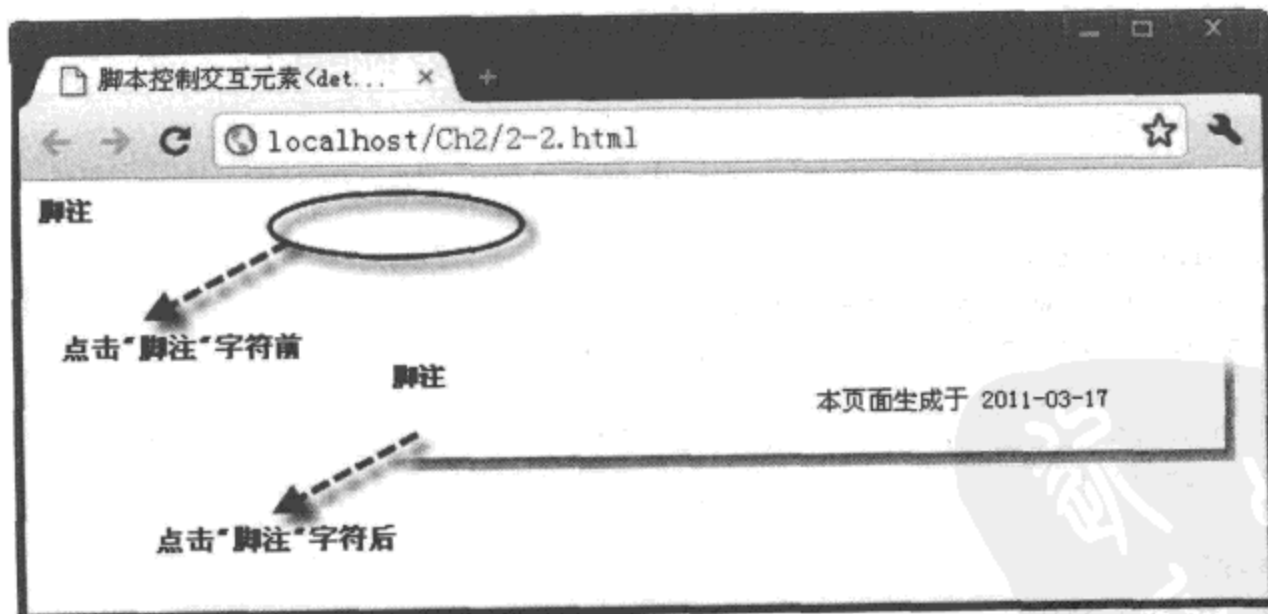 脚本控制交互元素<det...
localhost/Ch2/2-2.html
脚注
点击"脚注"字符前
脚注
本页面生成于 2011-03-17
点击"脚注"字符后